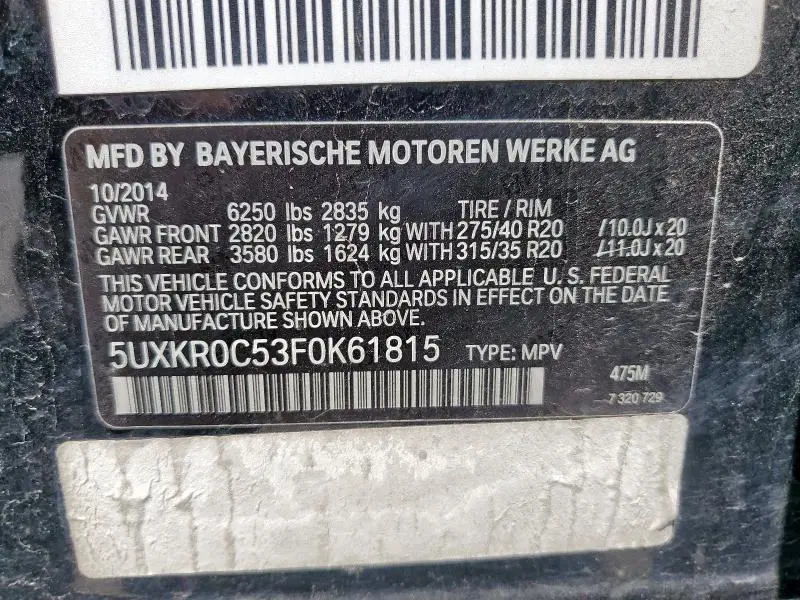 MFD BY BAYERISCHE MOTOREN WERKE AG
10/2014
GVWR 6250 lbs 2835 kg TIRE / RIM
GAWR FRONT 2820 lbs 1279 kg WITH 275/40 R20 /10.0J x 20
GAWR REAR 3580 lbs 1624 kg WITH 315/35 R20 /11.0J x 20
THIS VEHICLE CONFORMS TO ALL APPLICABLE U. S. FEDERAL
MOTOR VEHICLE SAFETY STANDARDS IN EFFECT ON THE DATE
OF MANUFACTURE SHOWN ABOVE.
5UXKR0C53F0K61815 TYPE: MPV
475M
7 320 729